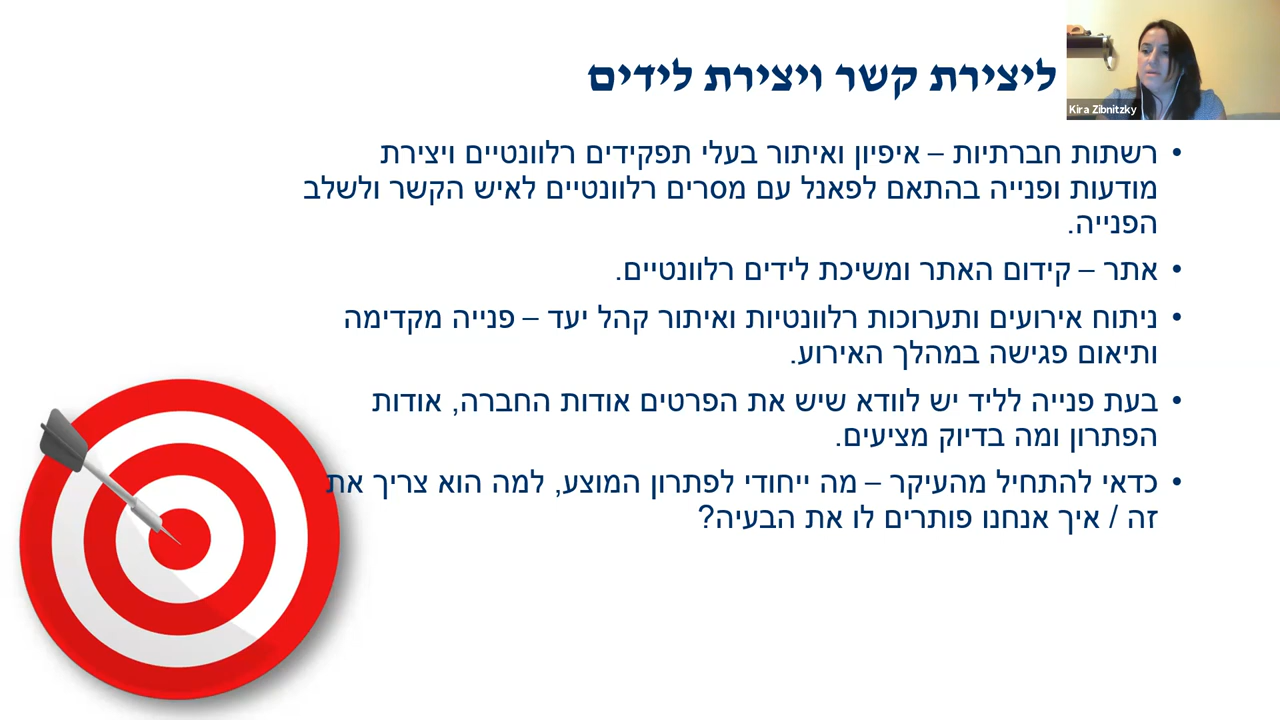 ליצירת קשר ויצירת לידים
Kira Zibnitzky
• רשתות חברתיות – איפיון ואיתור בעלי תפקידים רלוונטיים ויצירת
מודעות ופנייה בהתאם לפאנל עם מסרים רלוונטיים לאיש הקשר ולשלב
הפנייה.
• אתר – קידום האתר ומשיכת לידים רלוונטיים.
• ניתוח אירועים ותערוכות רלוונטיות ואיתור קהל יעד – פנייה מקדימה
ותיאום פגישה במהלך האירוע.
• בעת פנייה לליד יש לוודא שיש את הפרטים אודות החברה, אודות
הפתרון ומה בדיוק מציעים.
• כדאי להתחיל מהעיקר – מה ייחודי לפתרון המוצע, למה הוא צריך את
זה / איך אנחנו פותרים לו את הבעיה?